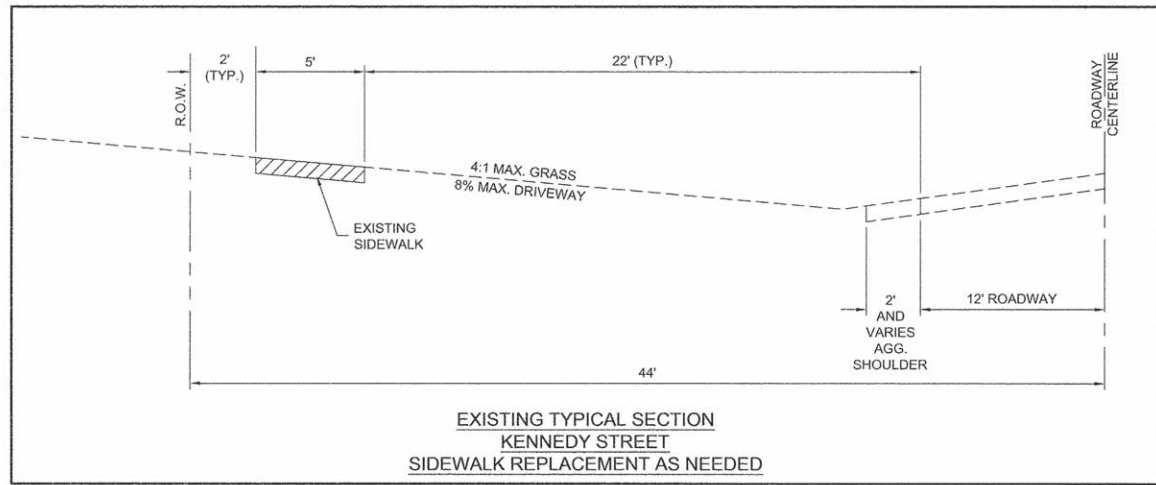 2'
(TYP.)
5'
22' (TYP.)
R.O.W.
ROADWAY
CENTERLINE
4:1 MAX. GRASS
8% MAX. DRIVEWAY
EXISTING
SIDEWALK
2'
AND
VARIES
AGG.
SHOULDER
12' ROADWAY
44'
EXISTING TYPICAL SECTION
KENNEDY STREET
SIDEWALK REPLACEMENT AS NEEDED